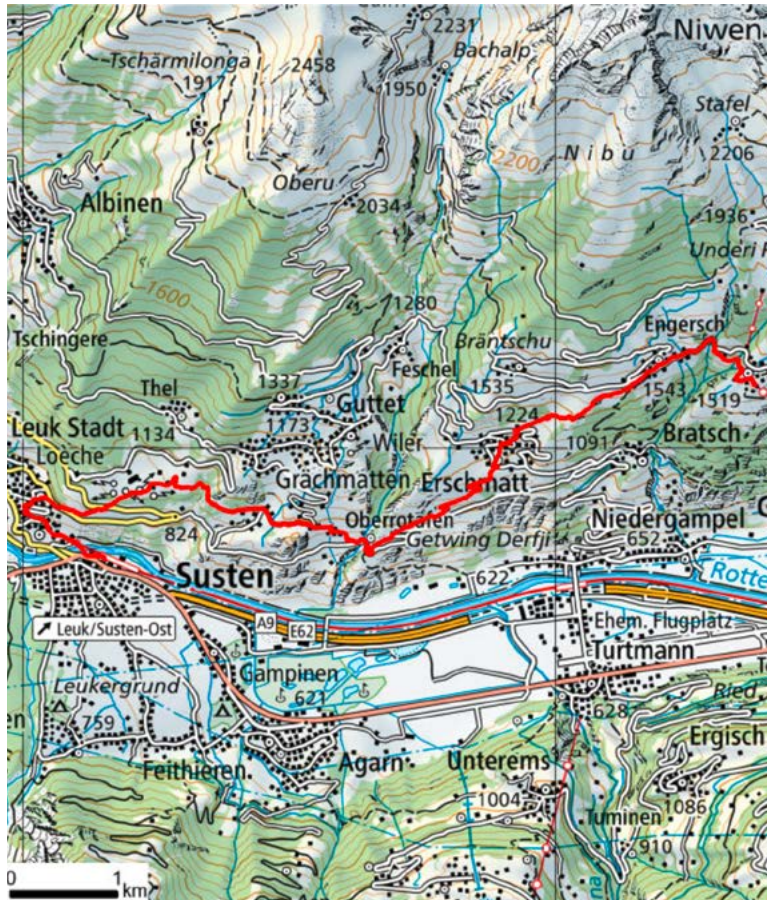 2231
Bachalp
Niwen
Tschärmilonga
1917
2458
1950
Stafel
2206
2200
Nibu
Oberu
2034
Albinen
1936
Underi
1600
1280
Engersch
Tschingere
Bräntschu
Feschel
1337
1535
1543
1519
Thel
Guttet
1224
Leuk Stadt
1134
1173
Wiler
1091
Bratsch
Loèche
Grächmatten
Erschmatt
Oberrotafen
Niedergampel
824
Getwing
Derfji
652
Susten
622
Rotte
A9
E62
Ehem. Flugplatz
Leuk/Susten-Ost
Gampinen
Turtmann
Leukergrund
621
Ried
759
628
Ergisch
Feithieren
Agarn
Unterems
1004
1086
Tuminen
910
0 1 km